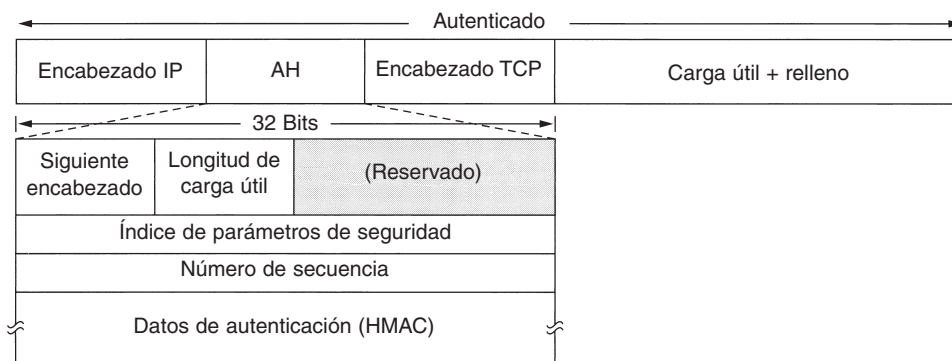 Autenticado
Encabezado IP
AH
Encabezado TCP
Carga útil + relleno
32 Bits
Siguiente
encabezado
Longitud de
carga útil
(Reservado)
Índice de parámetros de seguridad
Número de secuencia
Datos de autenticación (HMAC)